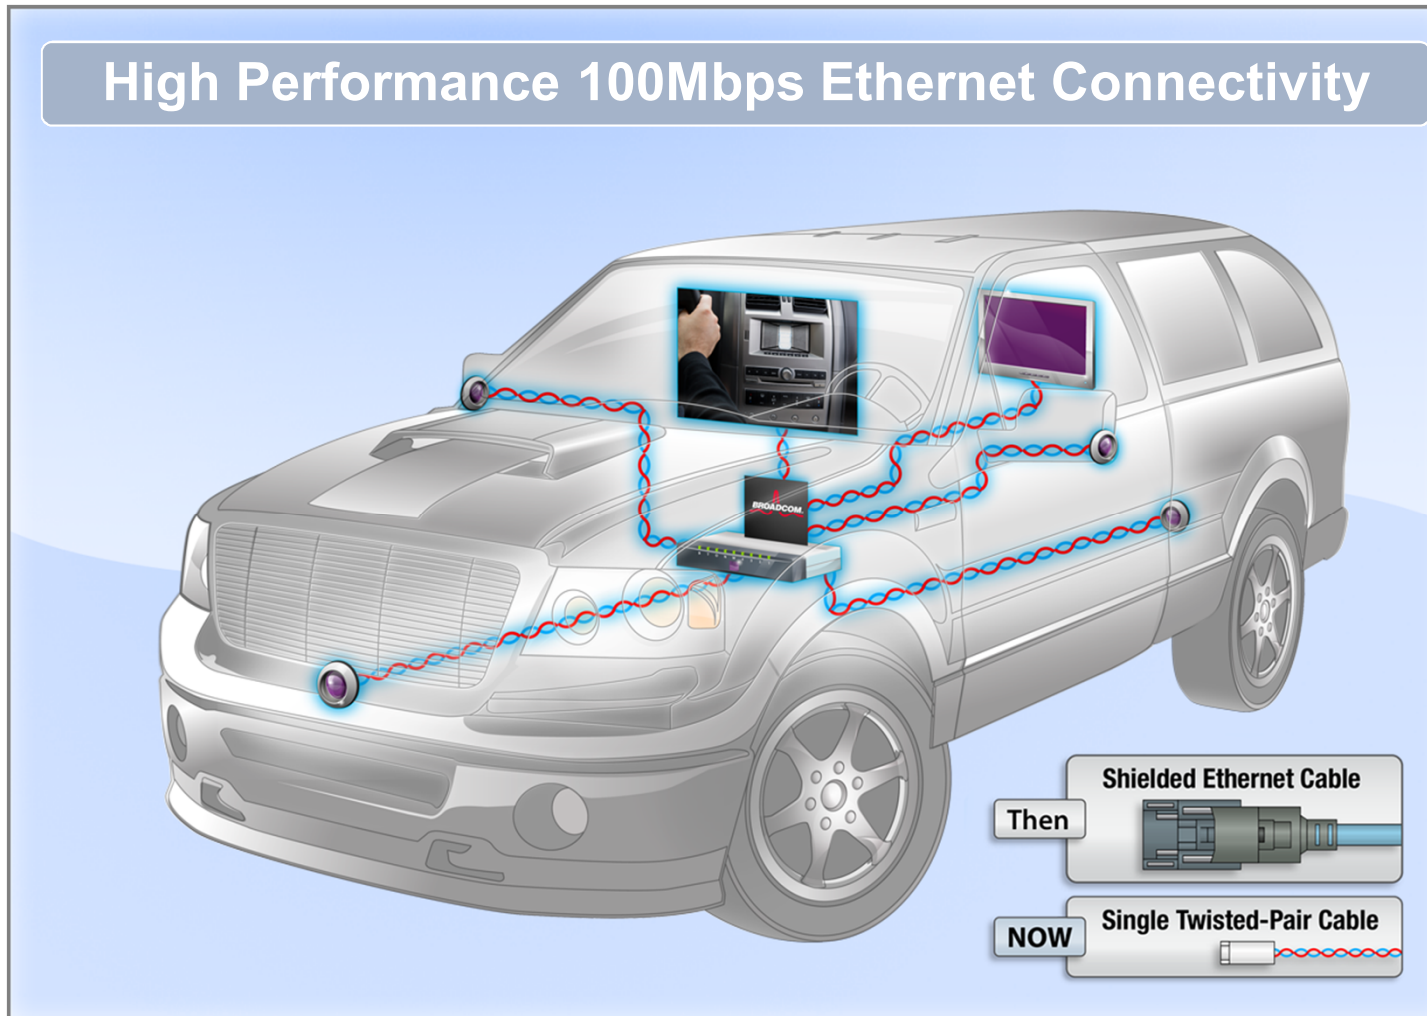 High Performance 100Mbps Ethernet Connectivity
BROADCOM.
Then
Shielded Ethernet Cable
NOW
Single Twisted-Pair Cable